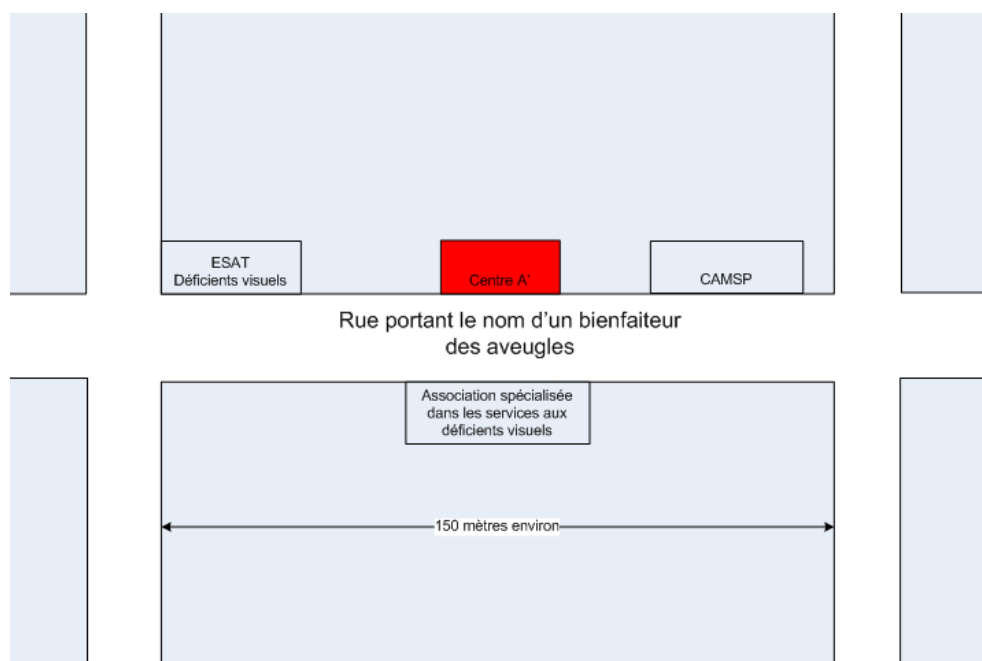 ESAT
Déficients visuels
Centre A'
CAMSP
Rue portant le nom d'un bienfaiteur
des aveugles
Association spécialisée
dans les services aux
déficients visuels
150 mètres environ